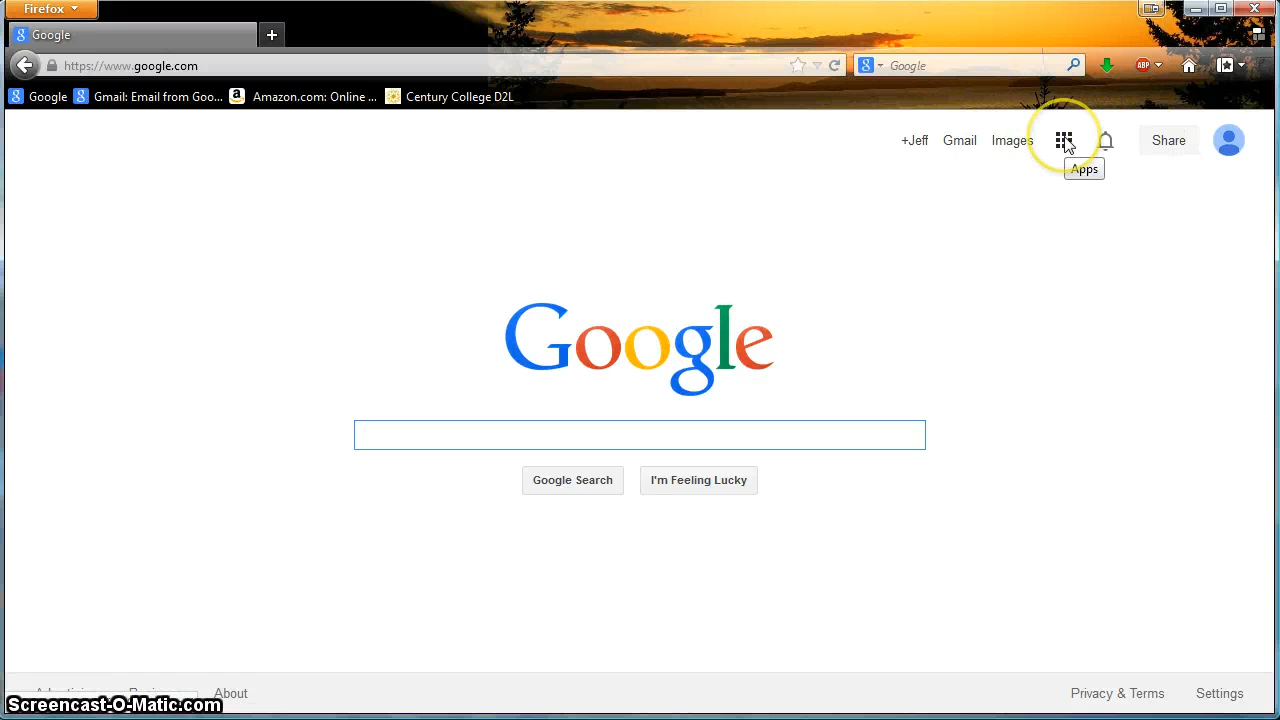 Firefox
Google
https://www.google.com
Google
Google
Gmail: Email from Goo...
Amazon.com: Online ...
Century College D2L
ABP
+Jeff
Gmail
Images
Share
Apps
Google
Google Search
I'm Feeling Lucky
About
Privacy & Terms
Settings
Screencast-O-Matic.com